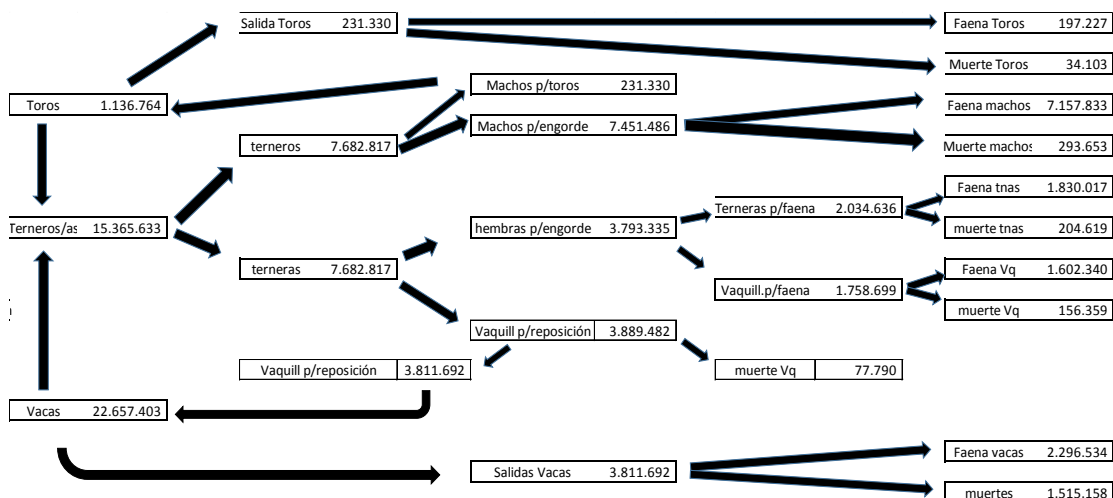 Salida Toros 231.330
Faena Toros 197.227
Muerte Toros 34.103
Machos p/toros 231.330
Toros 1.136.764
Faena machos 7.157.833
Machos p/engorde 7.451.486
terneros 7.682.817
Muerte machos 293.653
Faena tnas 1.830.017
Terneras p/faena 2.034.636
Terneros/as 15.365.633
hembras p/engorde 3.793.335
muerte tnas 204.619
terneras 7.682.817
Faena Vq 1.602.340
Vaquill.p/faena 1.758.699
muerte Vq 156.359
Vaquill p/reposición 3.889.482
Vaquill p/reposición 3.811.692
muerte Vq 77.790
Vacas 22.657.403
Faena vacas 2.296.534
Salidas Vacas 3.811.692
muertes 1.515.158